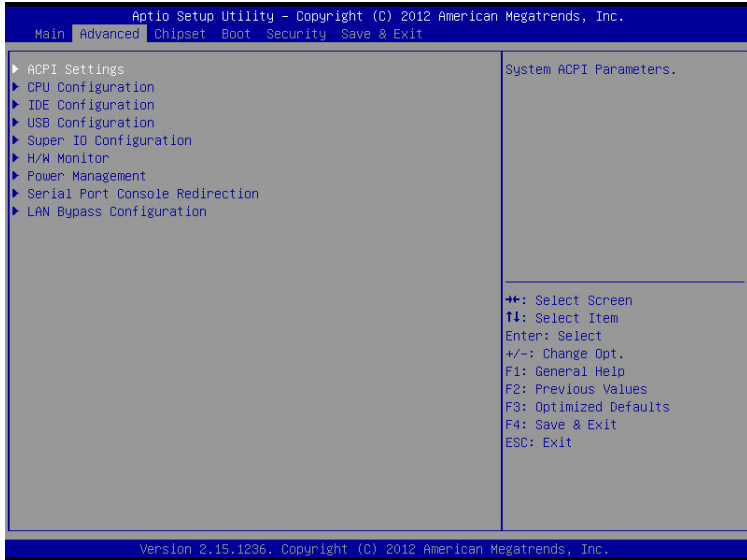 Aptio Setup Utility – Copyright (C) 2012 American Megatrends, Inc.
Main Advanced Chipset Boot Security Save & Exit
► ACPI Settings
► CPU Configuration
► IDE Configuration
► USB Configuration
► Super IO Configuration
► H/W Monitor
► Power Management
► Serial Port Console Redirection
► LAN Bypass Configuration
System ACPI Parameters.
→←: Select Screen
↑↓: Select Item
Enter: Select
+/-: Change Opt.
F1: General Help
F2: Previous Values
F3: Optimized Defaults
F4: Save & Exit
ESC: Exit
Version 2.15.1236. Copyright (C) 2012 American Megatrends, Inc.